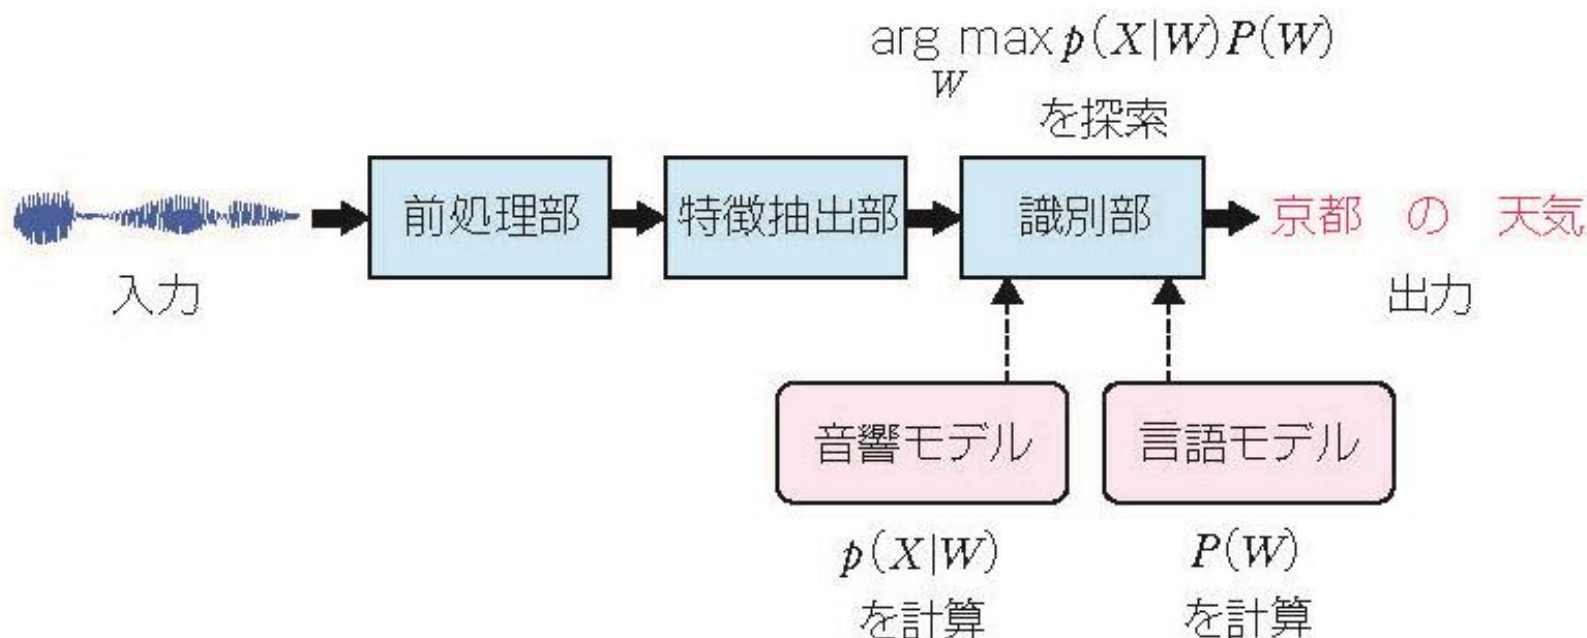 arg max p(X|W)P(W)
W
を探索
前処理部
特徴抽出部
識別部
京都 の 天気
入力
出力
音響モデル
言語モデル
p(X|W)
を計算
P(W)
を計算